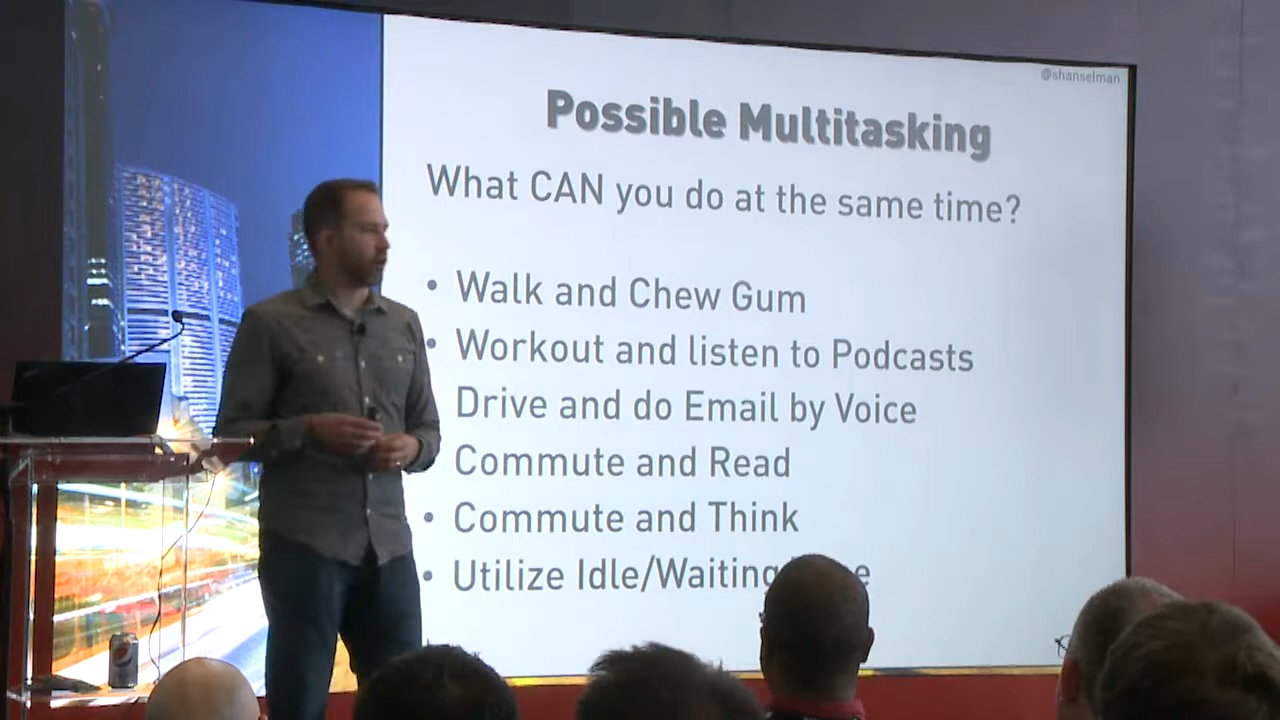 @shanselman
Possible Multitasking
What CAN you do at the same time?
• Walk and Chew Gum
• Workout and listen to Podcasts
Drive and do Email by Voice
Commute and Read
• Commute and Think
• Utilize Idle/Waiting